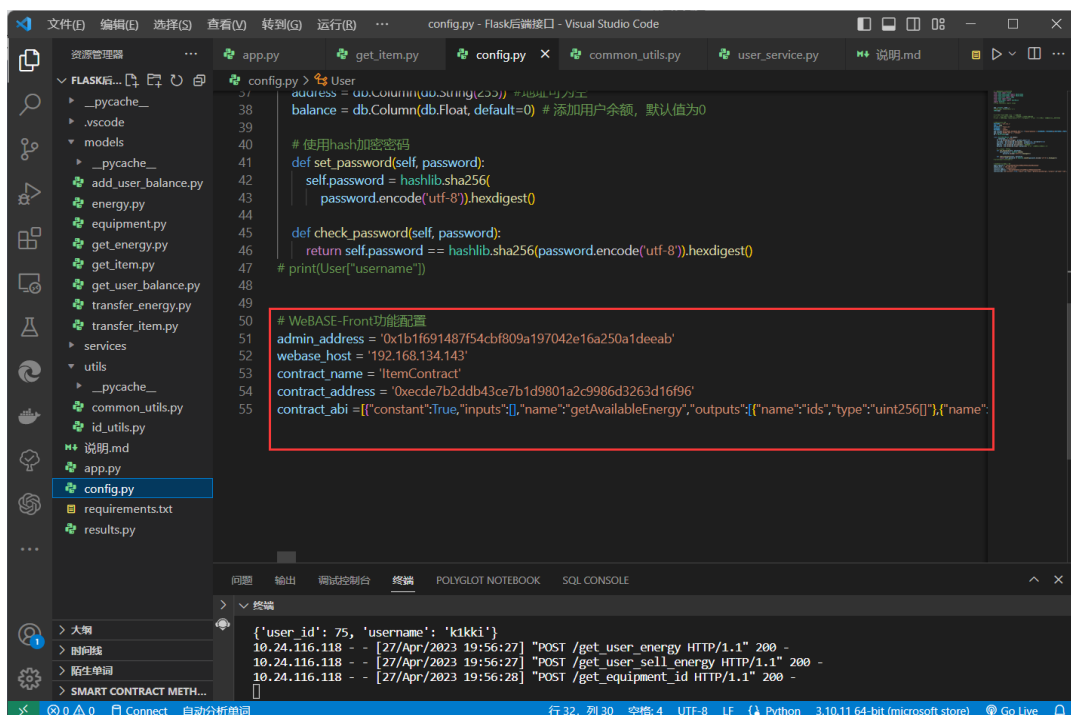 文件(F) 编辑(E) 选择(S) 查看(V) 转到(G) 运行(R) ··· config.py - Flask后端接口 - Visual Studio Code
资源管理器 ···
app.py get_item.py config.py × common_utils.py user_service.py 说明.md
FLASK后...
config.py > User
__pycache__
.vscode
models
__pycache__
add_user_balance.py
energy.py
equipment.py
get_energy.py
get_item.py
get_user_balance.py
transfer_energy.py
transfer_item.py
services
utils
__pycache__
common_utils.py
id_utils.py
说明.md
app.py
config.py
requirements.txt
results.py
大纲
时间线
陌生单词
SMART CONTRACT METH...
37 address = db.Column(db.String(255)) #地址可为空
38 balance = db.Column(db.Float, default=0) # 添加用户余额，默认值为0
39
40 # 使用hash加密密码
41 def set_password(self, password):
42 self.password = hashlib.sha256(
43 password.encode('utf-8')).hexdigest()
44
45 def check_password(self, password):
46 return self.password == hashlib.sha256(password.encode('utf-8')).hexdigest()
47 # print(User["username"])
48
49
50 # WeBASE-Front功能配置
51 admin_address = '0x1b1f691487f54cbf809a197042e16a250a1deeab'
52 webase_host = '192.168.134.143'
53 contract_name = 'ItemContract'
54 contract_address = '0xecde7b2ddb43ce7b1d9801a2c9986d3263d16f96'
55 contract_abi =[{"constant":True,"inputs":[],"name":"getAvailableEnergy","outputs":[{"name":"ids","type":"uint256[]"},{"name":
问题 输出 调试控制台 终端 POLYGLOT NOTEBOOK SQL CONSOLE
终端
{'user_id': 75, 'username': 'k1kki'}
10.24.116.118 - - [27/Apr/2023 19:56:27] "POST /get_user_energy HTTP/1.1" 200 -
10.24.116.118 - - [27/Apr/2023 19:56:27] "POST /get_user_sell_energy HTTP/1.1" 200 -
10.24.116.118 - - [27/Apr/2023 19:56:28] "POST /get_equipment_id HTTP/1.1" 200 -
1
0 0 Connect 自动分析单词 行 32，列 30 空格: 4 UTF-8 LF Python 3.10.11 64-bit (microsoft store) Go Live